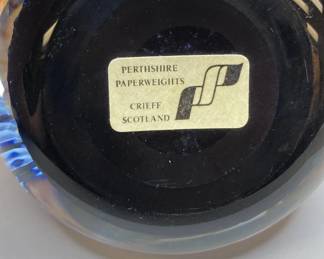 PERTHSHIRE
PAPERWEIGHTS
CRIEFF
SCOTLAND